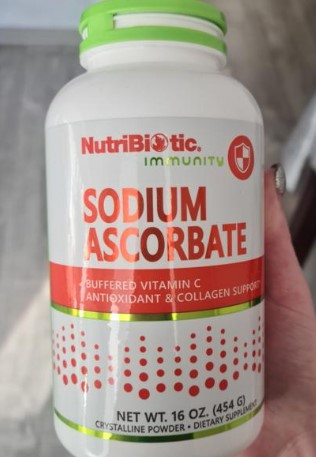 NutriBiotic.
immunity
SODIUM
ASCORBATE
BUFFERED VITAMIN C
ANTIOXIDANT & COLLAGEN SUPPORT
NET WT. 16 OZ. (454 G)
CRYSTALLINE POWDER • DIETARY SUPPLEMENT